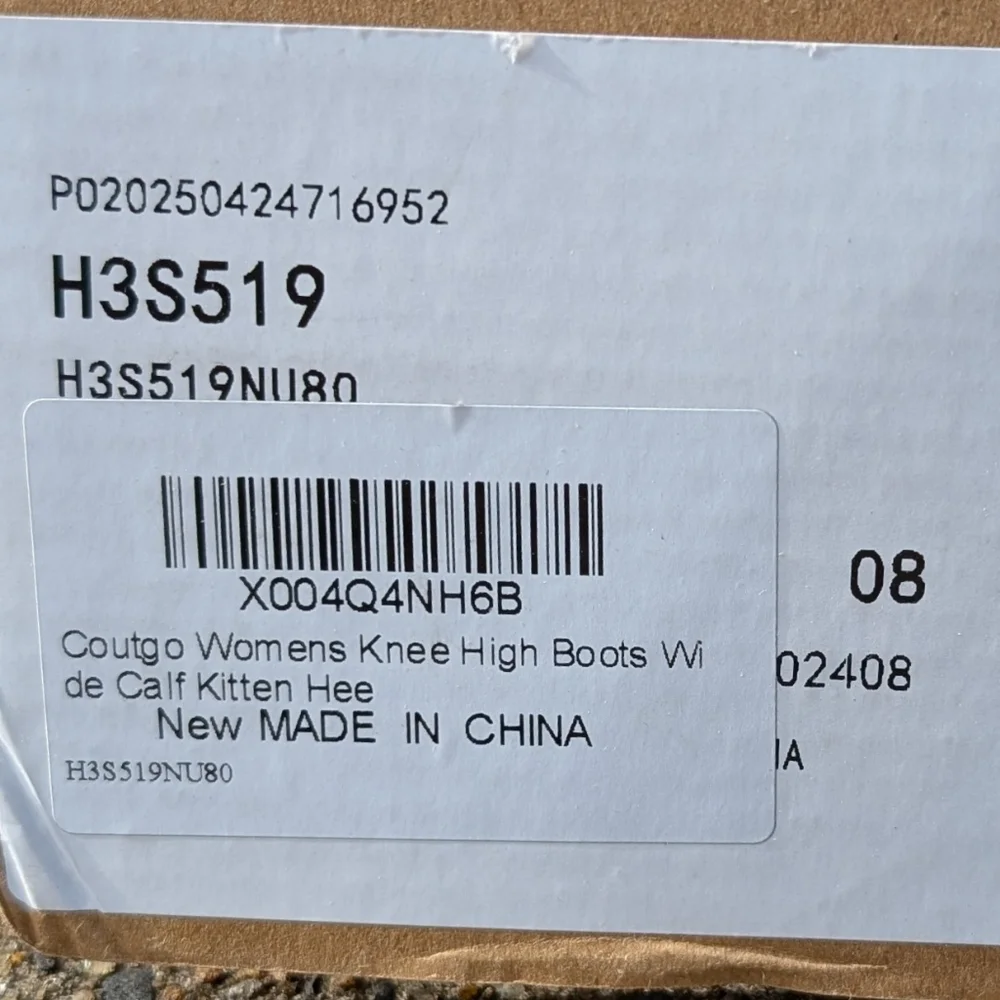 P020250424716952
H3S519
H3S519NU80
X004Q4NH6B
08
Coutgo Womens Knee High Boots Wi
de Calf Kitten Hee
02408
New MADE IN CHINA
IA
H3S519NU80